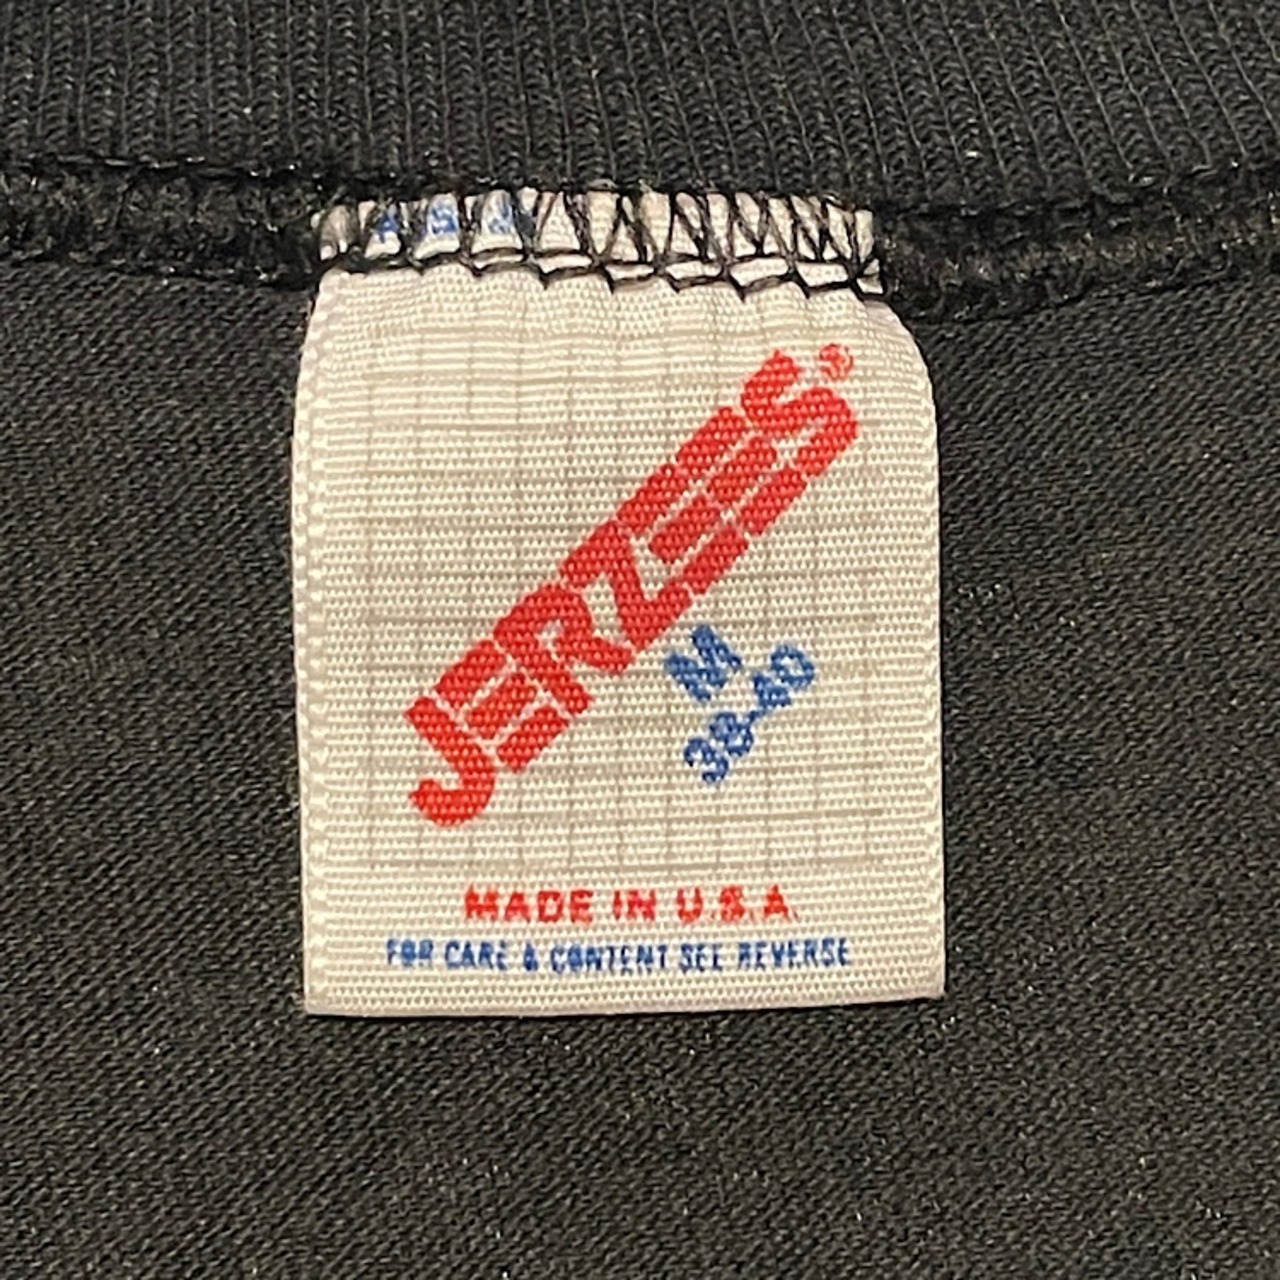 JERZEES®
M
38-40
MADE IN U.S.A.
FOR CARE & CONTENT SEE REVERSE